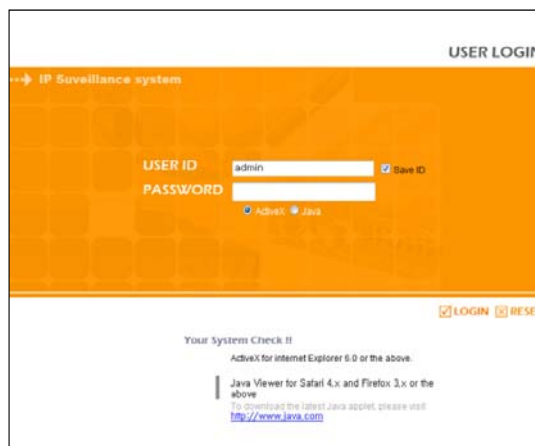 USER LOGIN
IP Suveillance system
USER ID admin Save ID
PASSWORD
ActiveX Java
LOGIN RESE
Your System Check !!
ActiveX for internet Explorer 6.0 or the above.
Java Viewer for Safari 4.x and Firefox 3.x or the
above
To download the latest Java applet, please visit
http://www.java.com